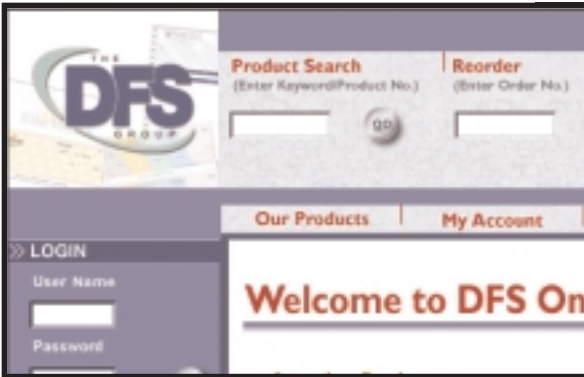 THE
DFS
GROUP
Product Search
(Enter Keyword/Product No.)
go
Reorder
(Enter Order No.)
Our Products
My Account
LOGIN
User Name
Password
Welcome to DFS On